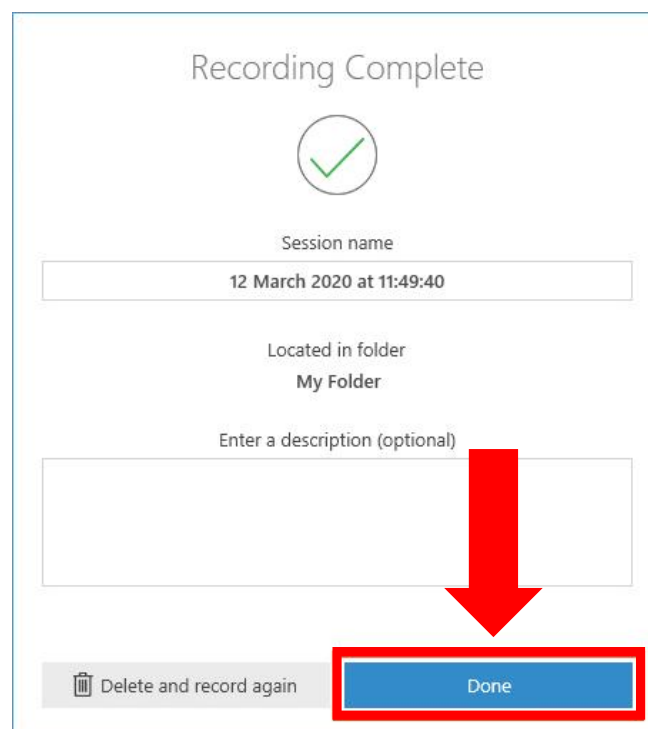 Recording Complete
Session name
12 March 2020 at 11:49:40
Located in folder
My Folder
Enter a description (optional)
Delete and record again
Done